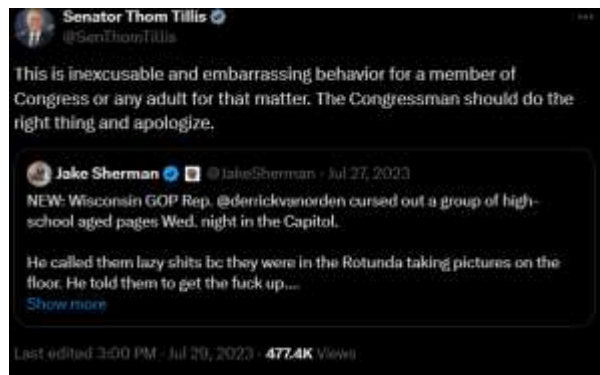 Senator Thom Tillis
@SenThomTillis
This is inexcusable and embarrassing behavior for a member of
Congress or any adult for that matter. The Congressman should do the
right thing and apologize.
Jake Sherman @JakeSherman · Jul 27, 2023
NEW: Wisconsin GOP Rep. @derrickvanorden cursed out a group of high-
school aged pages Wed. night in the Capitol.
He called them lazy shits bc they were in the Rotunda taking pictures on the
floor. He told them to get the fuck up....
Show more
Last edited 3:00 PM · Jul 29, 2023 · 477.4K Views